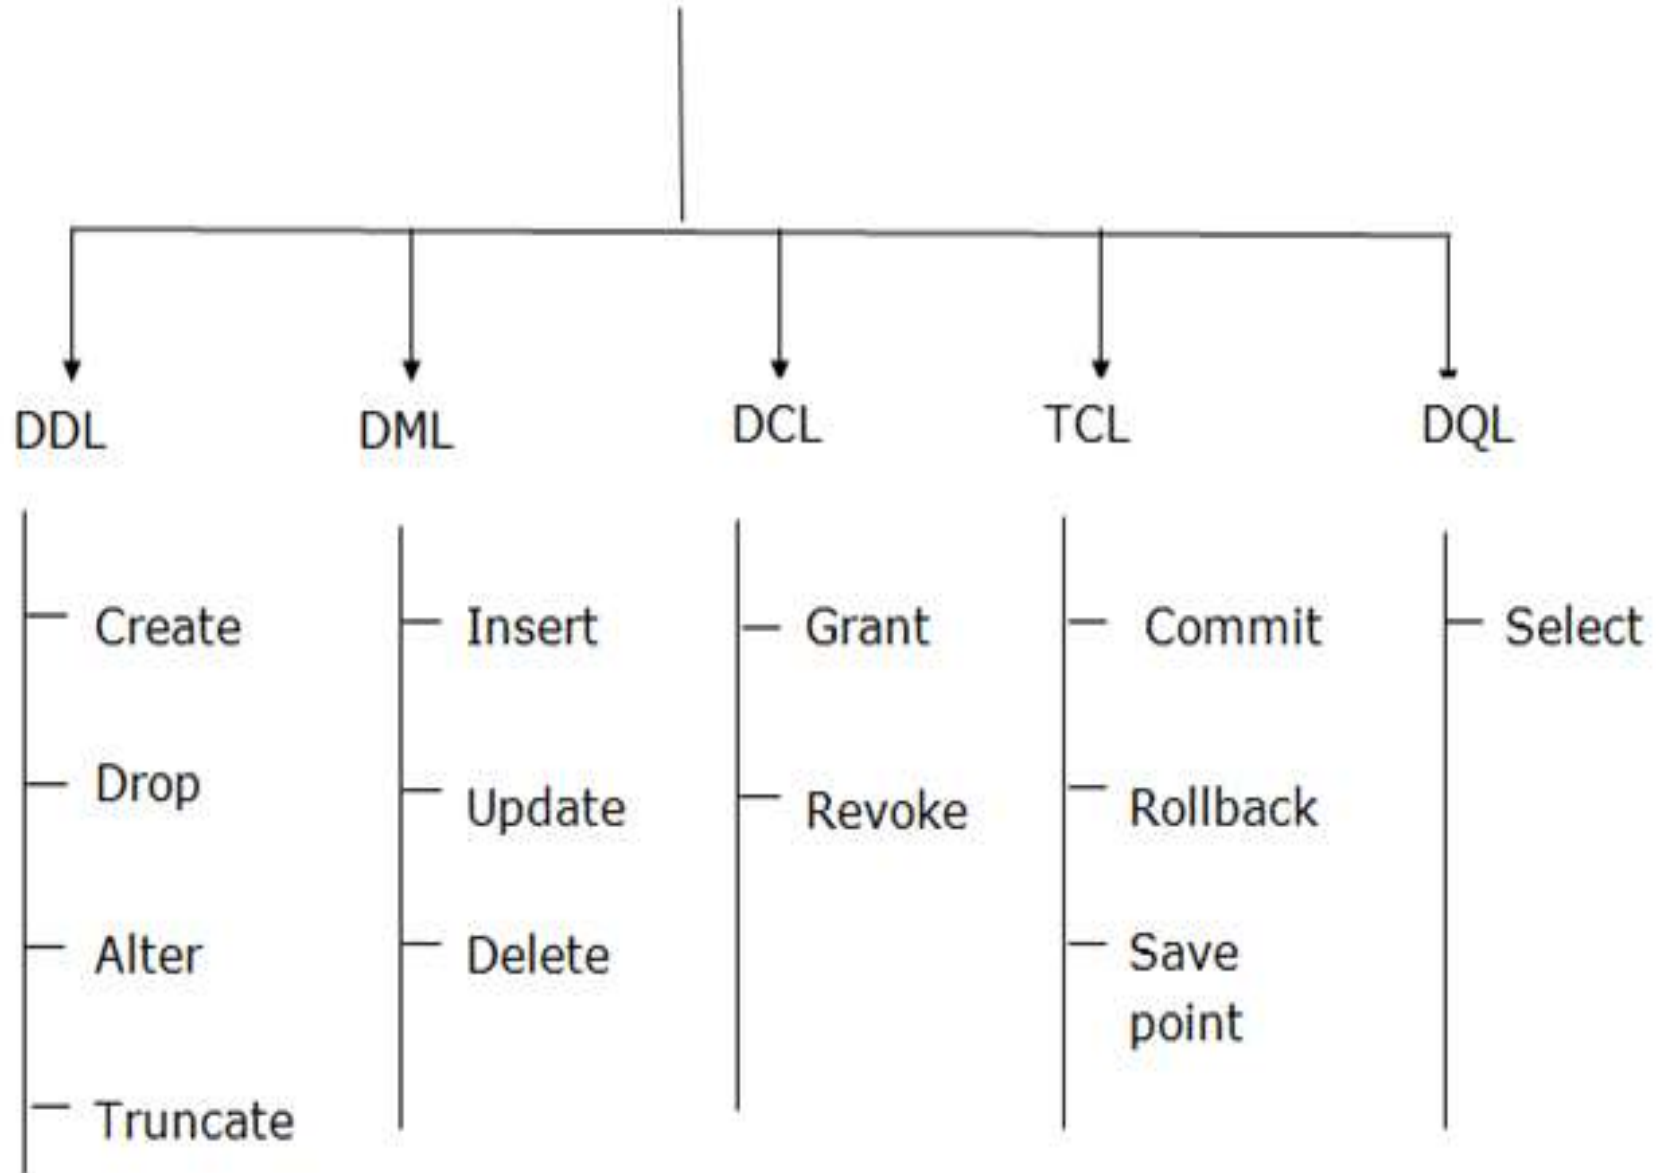 DDL
DML
DCL
TCL
DQL
Create
Drop
Alter
Truncate
Insert
Update
Delete
Grant
Revoke
Commit
Rollback
Save
point
Select